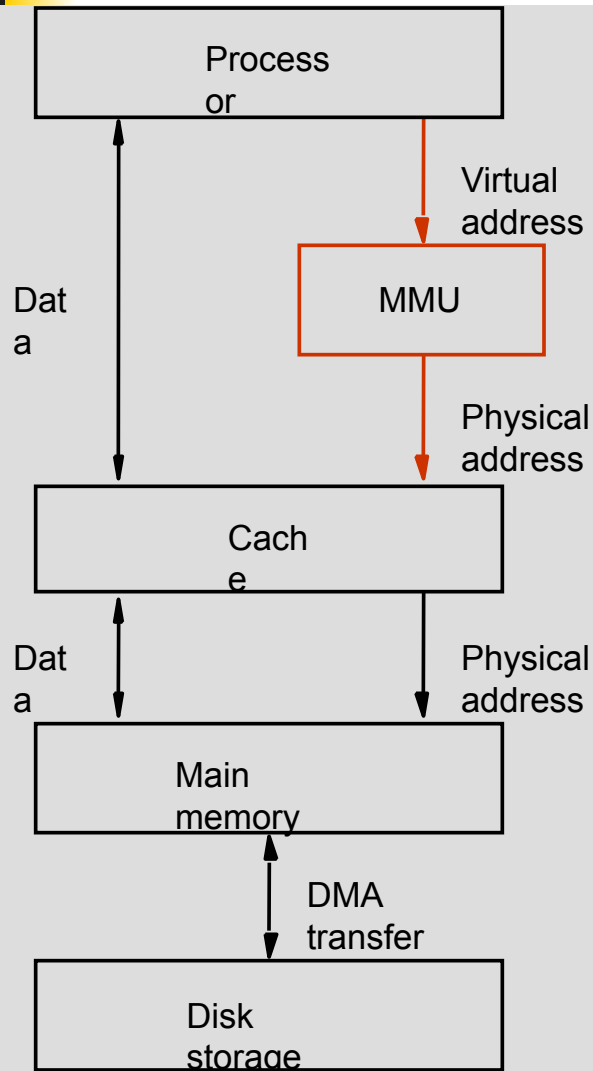 Process
or
Virtual
address
Dat
a
MMU
Physical
address
Cach
e
Dat
a
Physical
address
Main
memory
DMA
transfer
Disk
storage